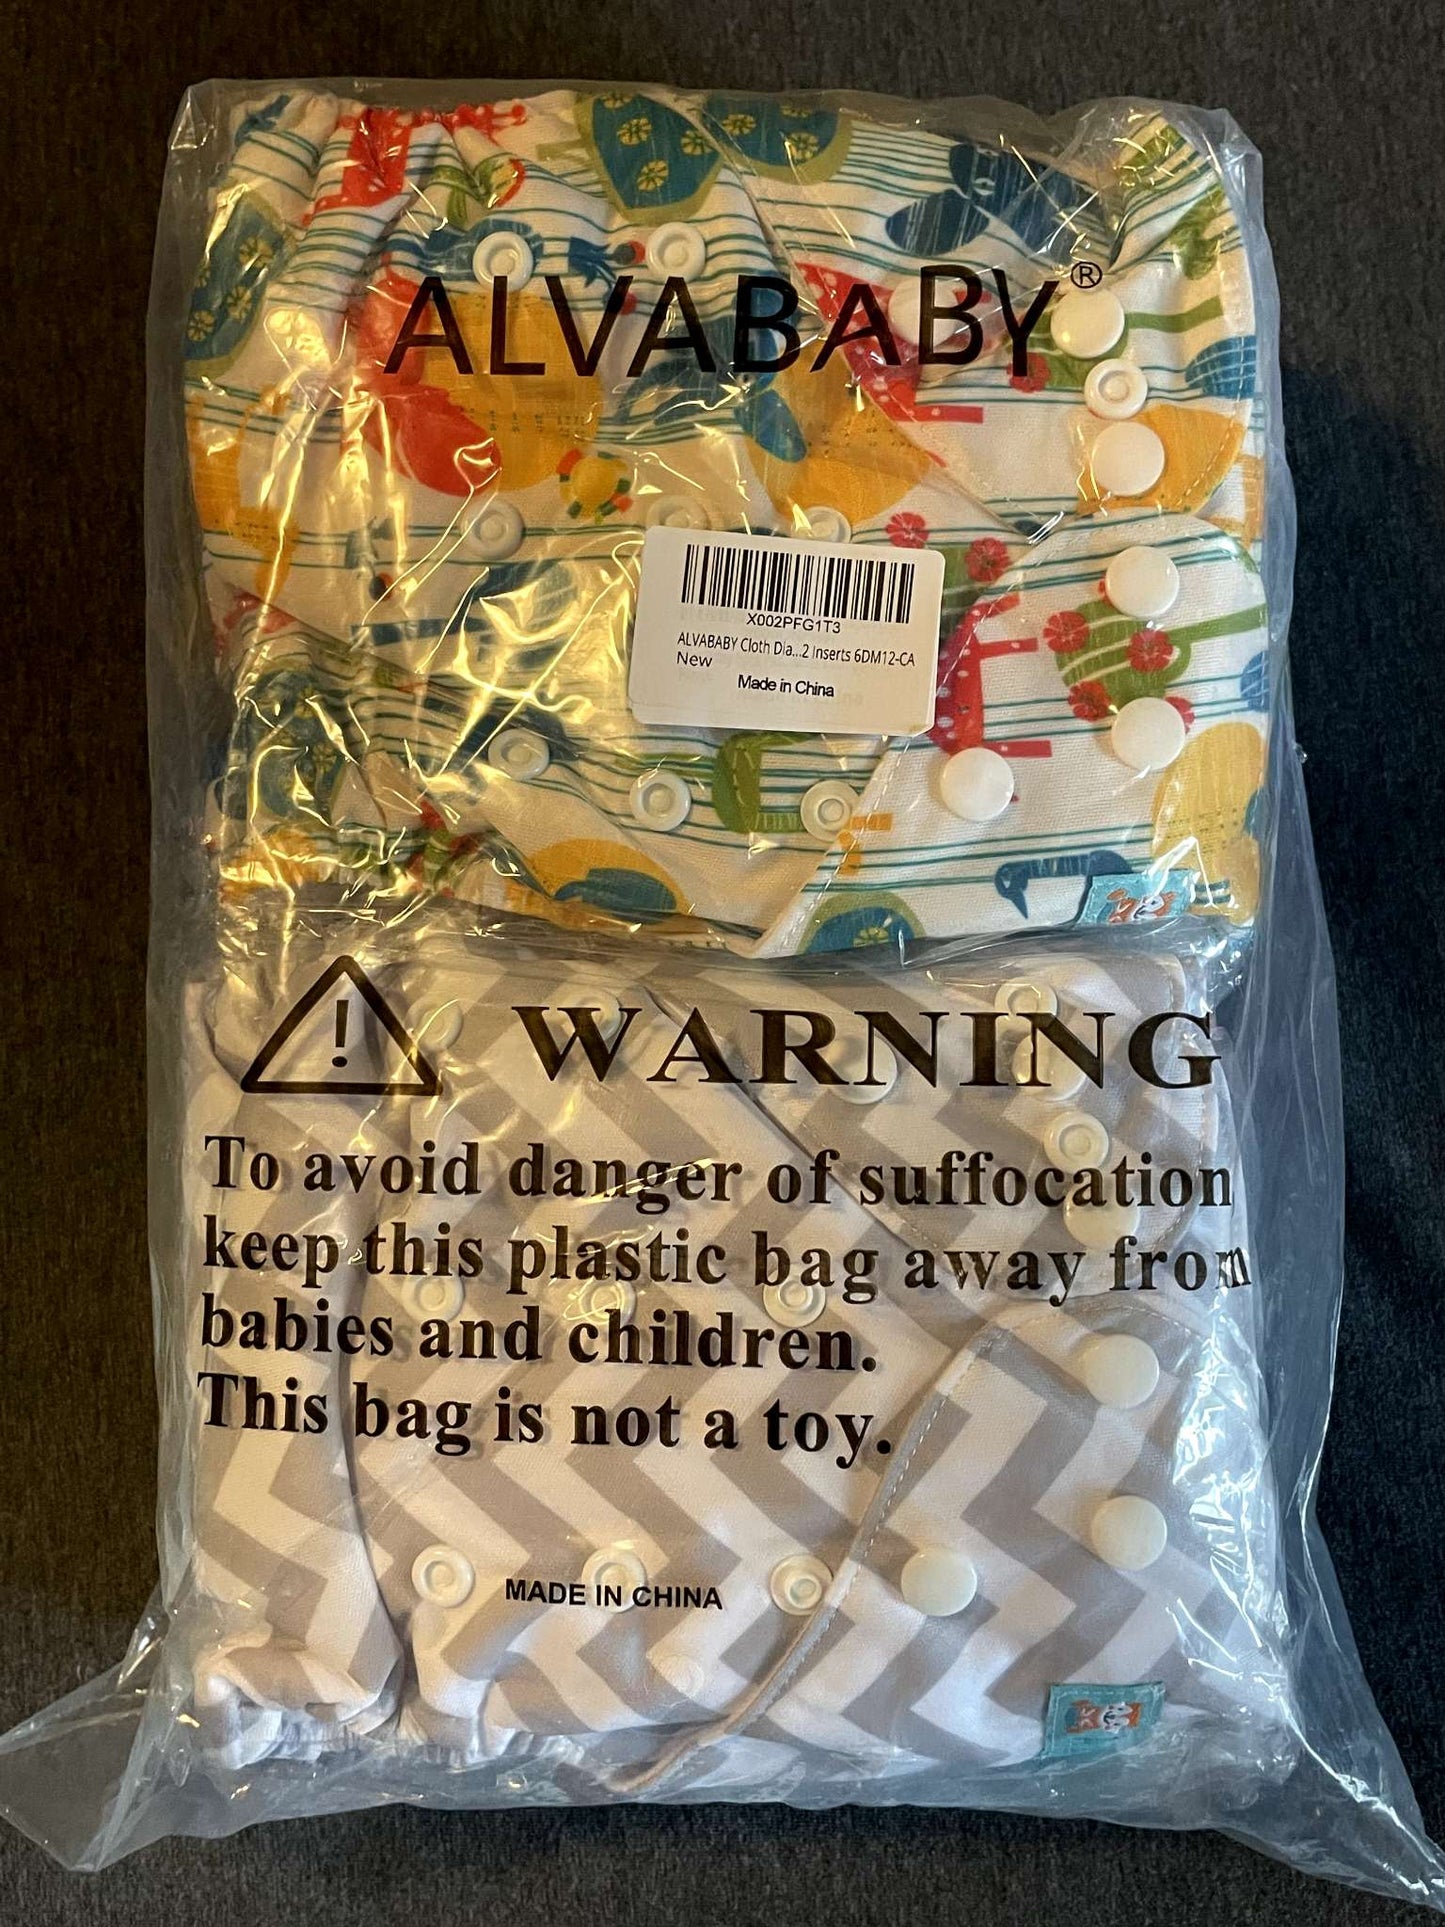 ALVABABY®
X002PFG1T3
ALVABABY Cloth Dia...2 Inserts 6DM12-CA
New
Made in China
! WARNING
To avoid danger of suffocation
keep this plastic bag away from
babies and children.
This bag is not a toy.
MADE IN CHINA